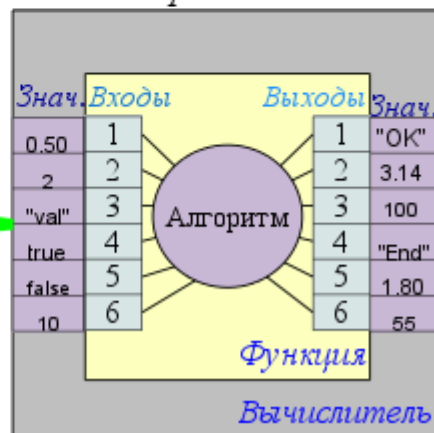 Знач. Входы Выходы Знач.
0.50 1 1 "OK"
2 2 2 3.14
"val" 3 3 100
Алгоритм
true 4 4 "End"
false 5 5 1.80
10 6 6 55
Функция
Вычислитель